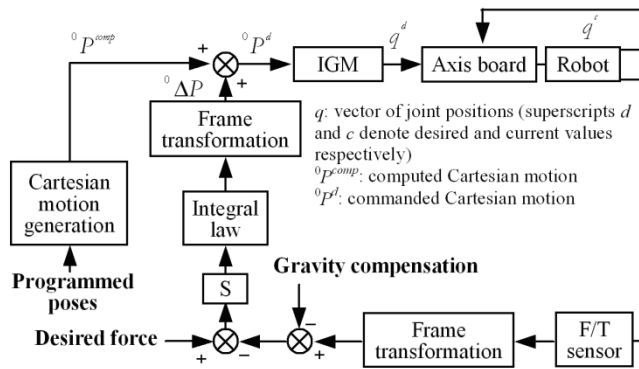 q^c
^0P^comp
+
^0P^d
q^d
IGM
Axis board
Robot
+
^0ΔP
Frame
transformation
q: vector of joint positions (superscripts d
and c denote desired and current values
respectively)
^0P^comp: computed Cartesian motion
^0P^d: commanded Cartesian motion
Cartesian
motion
generation
Integral
law
Programmed
poses
S
Gravity compensation
Desired force
+
−
−
+
Frame
transformation
F/T
sensor